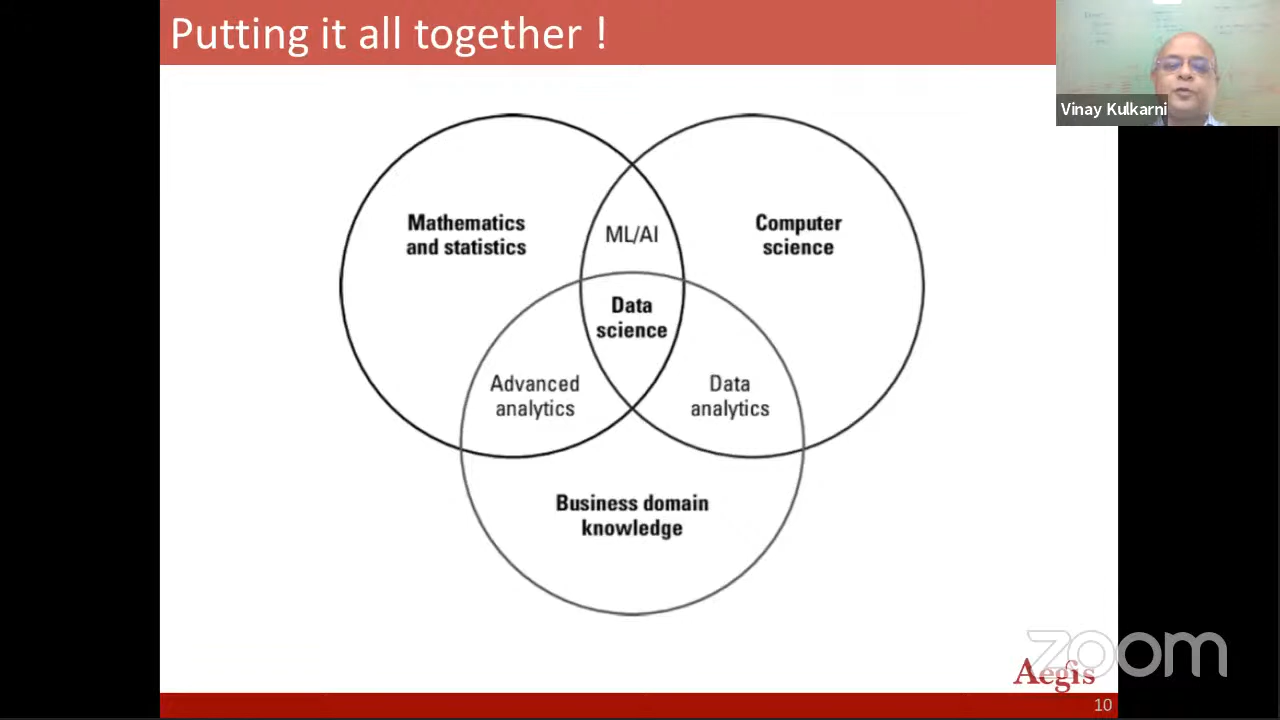 Putting it all together !
Vinay Kulkarni
Mathematics
and statistics
ML/AI
Computer
science
Data
science
Advanced
analytics
Data
analytics
Business domain
knowledge
zoom
Aegis
10